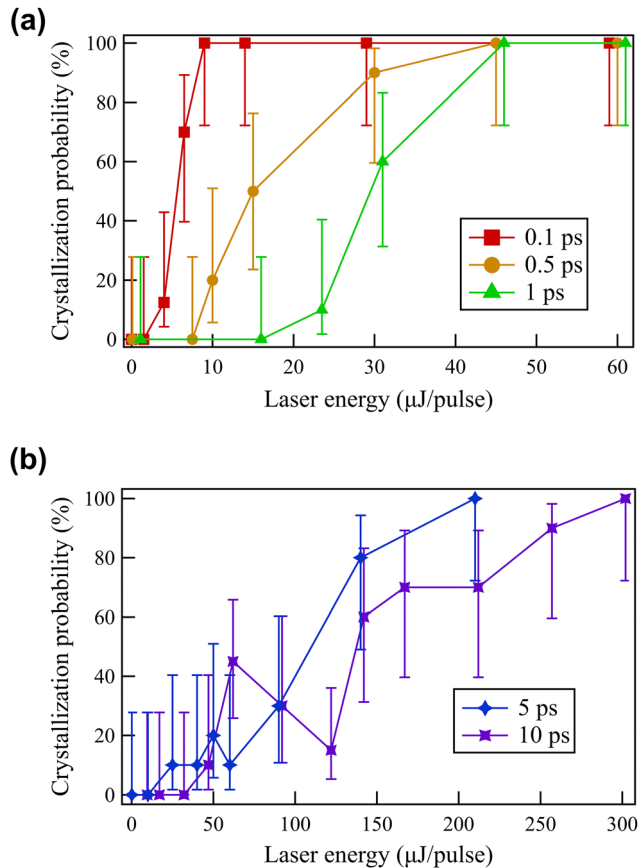 (a)
Crystallization probability (%)
100
80
60
40
20
0
0.1 ps
0.5 ps
1 ps
0 10 20 30 40 50 60
Laser energy (μJ/pulse)
(b)
Crystallization probability (%)
100
80
60
40
20
0
5 ps
10 ps
0 50 100 150 200 250 300
Laser energy (μJ/pulse)